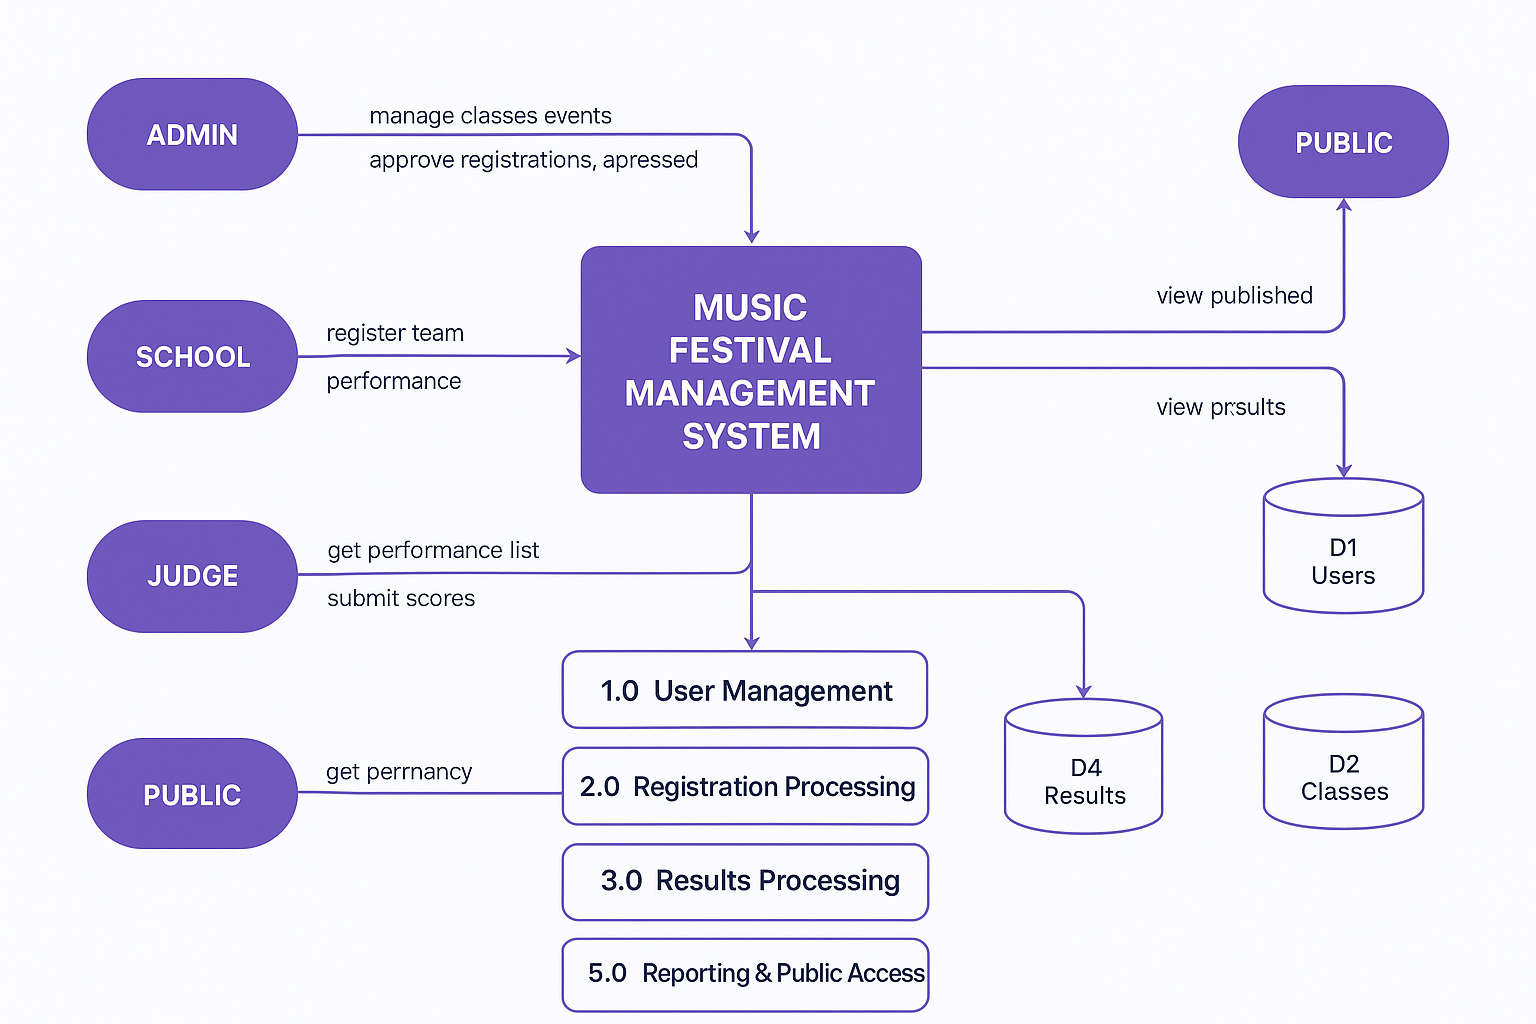 ADMIN
manage classes events
approve registrations, apressed
PUBLIC
MUSIC
FESTIVAL
MANAGEMENT
SYSTEM
SCHOOL
register team
performance
view published
view prsults
D1
Users
JUDGE
get performance list
submit scores
1.0 User Management
2.0 Registration Processing
3.0 Results Processing
5.0 Reporting & Public Access
PUBLIC
get perrnancy
D4
Results
D2
Classes